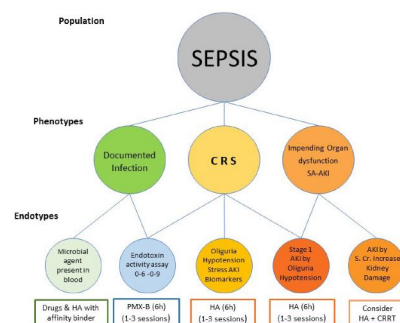 Population
SEPSIS
Phenotypes
Documented
Infection
C R S
Impending Organ
dysfunction
SA-AKI
Endotypes
Microbial
agent
present in
blood
Endotoxin
activity assay
0-6 -0-9
Oliguria
Hypotension
Stress AKI
Biomarkers
Stage 1
AKI by
Oliguria
Hypotension
AKI by
S. Cr. Increase
Kidney
Damage
Drugs & HA with
affinity binder
PMX-B (6h)
(1-3 sessions)
HA (6h)
(1-3 sessions)
HA (6h)
(1-3 sessions)
Consider
HA + CRRT